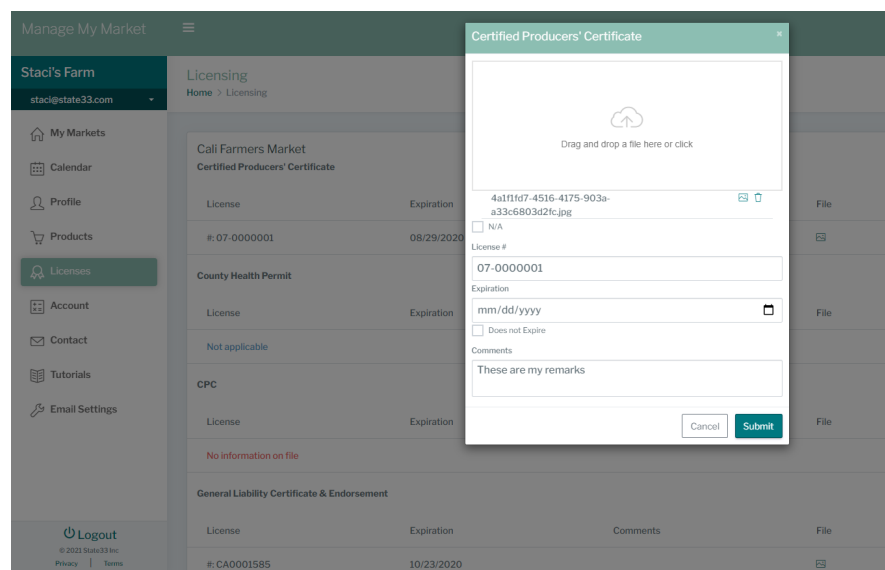 Manage My Market
Staci's Farm
staci@state33.com
My Markets
Calendar
Profile
Products
Licenses
Account
Contact
Tutorials
Email Settings
Logout
© 2021 State33 Inc
Privacy | Terms
Licensing
Home > Licensing
Cali Farmers Market
Certified Producers' Certificate
License Expiration File
#: 07-0000001 08/29/2020
County Health Permit
License Expiration File
Not applicable
CPC
License Expiration File
No information on file
General Liability Certificate & Endorsement
License Expiration Comments File
#: CA0001585 10/23/2020
Certified Producers' Certificate
Drag and drop a file here or click
4a1f1fd7-4516-4175-903a-
a33c6803d2fc.jpg
N/A
License #
07-0000001
Expiration
mm/dd/yyyy
Does not Expire
Comments
These are my remarks
Cancel Submit